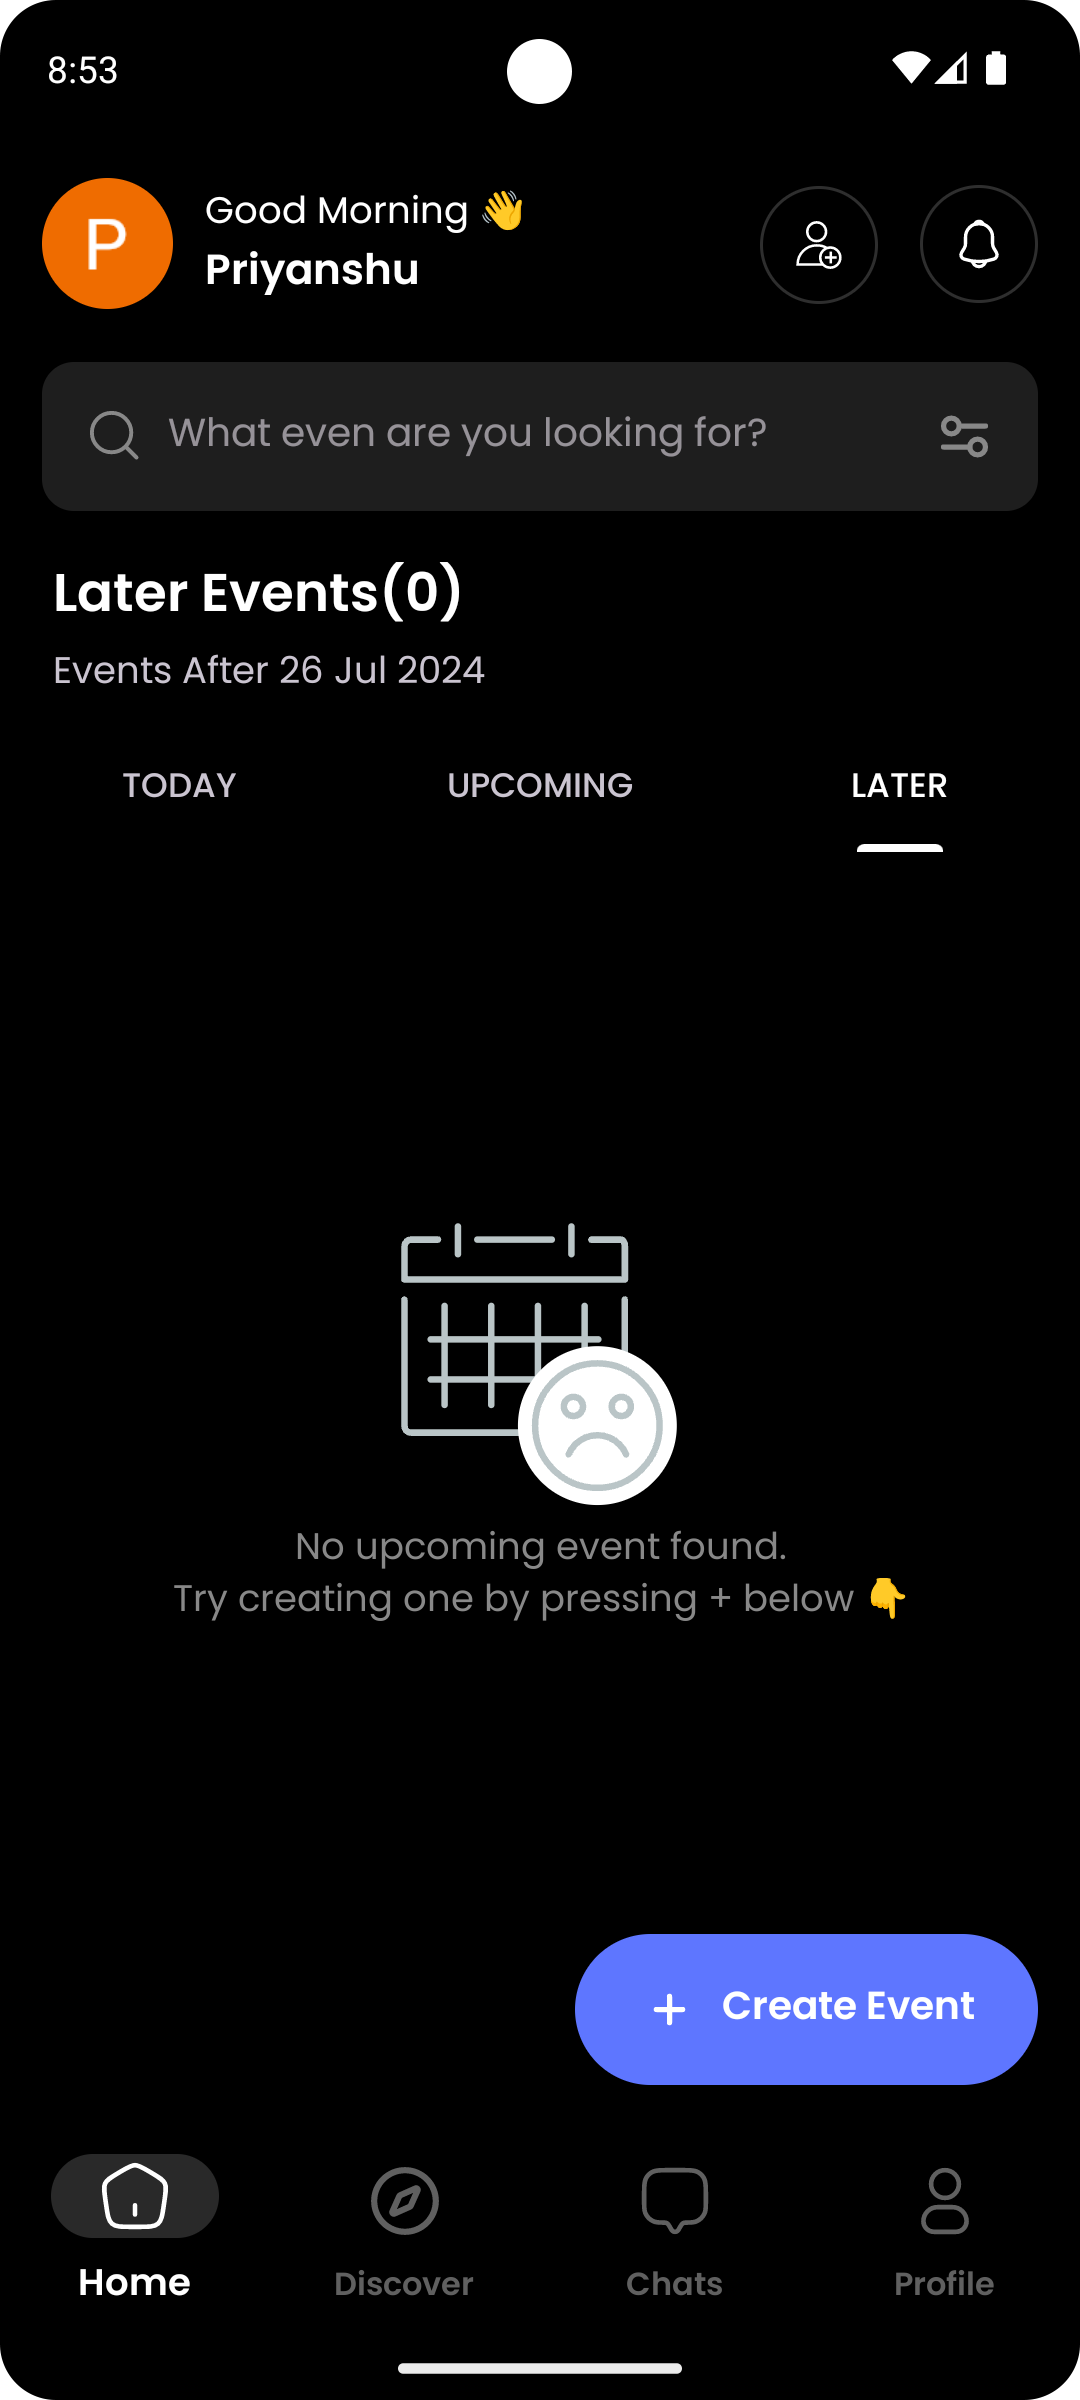 8:53
P
Good Morning 👋
Priyanshu
What even are you looking for?
Later Events(0)
Events After 26 Jul 2024
TODAY
UPCOMING
LATER
No upcoming event found.
Try creating one by pressing + below 👇
+ Create Event
Home
Discover
Chats
Profile